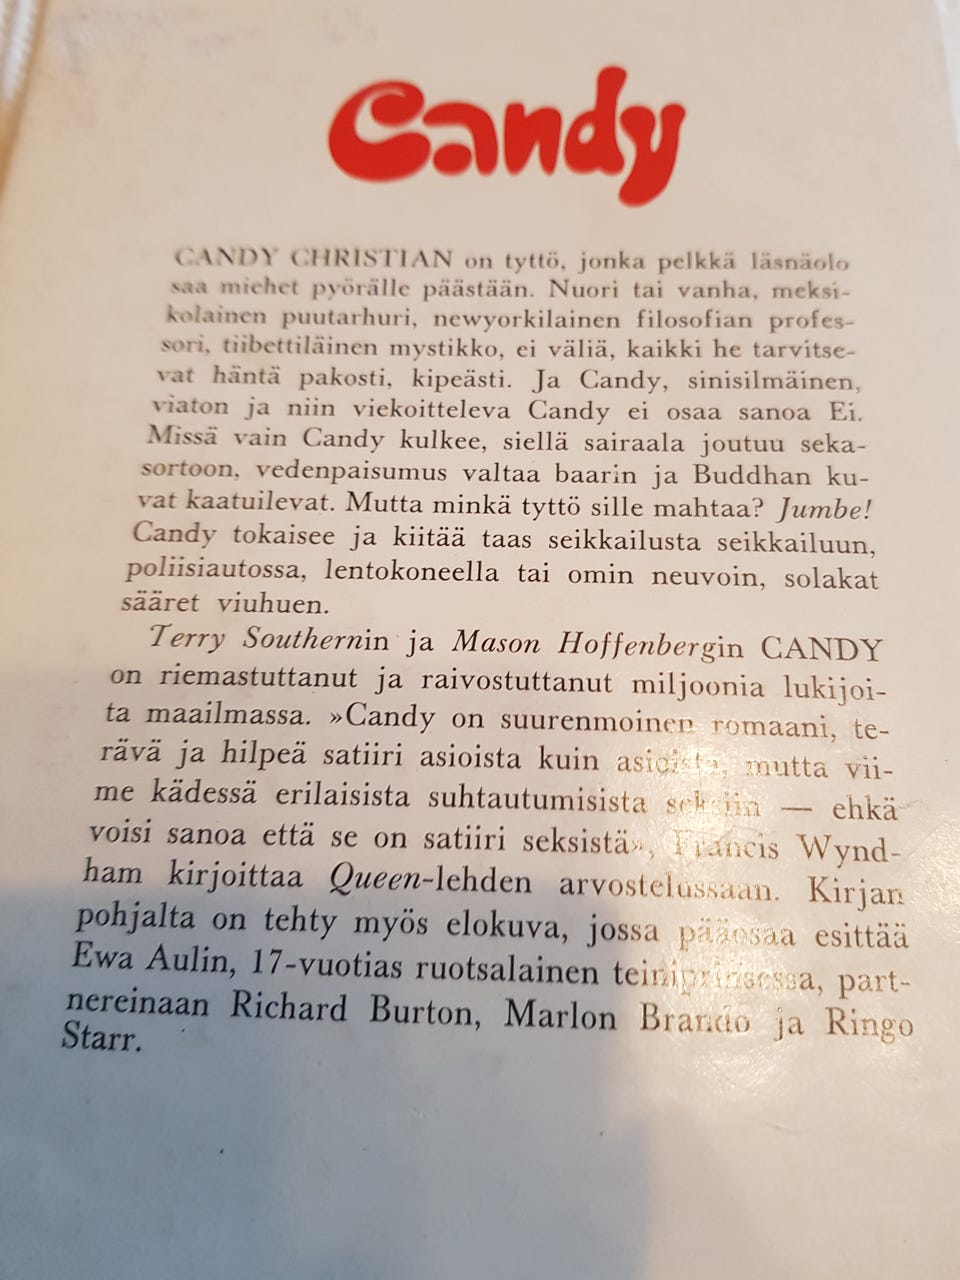 Candy
CANDY CHRISTIAN on tyttö, jonka pelkkä läsnäolo
saa miehet pyörälle päästään. Nuori tai vanha, meksi-
kolainen puutarhuri, newyorkilainen filosofian profes-
sori, tiibettiläinen mystikko, ei väliä, kaikki he tarvitse-
vat häntä pakosti, kipeästi. Ja Candy, sinisilmäinen,
viaton ja niin viekoitteleva Candy ei osaa sanoa Ei.
Missä vain Candy kulkee, siellä sairaala joutuu seka-
sortoon, vedenpaisumus valtaa baarin ja Buddhan ku-
vat kaatuilevat. Mutta minkä tyttö sille mahtaa? Jumbe!
Candy tokaisee ja kiitää taas seikkailusta seikkailuun,
poliisiautossa, lentokoneella tai omin neuvoin, solakat
sääret viuhuen.
Terry Southernin ja Mason Hoffenbergin CANDY
on riemastuttanut ja raivostuttanut miljoonia lukijoi-
ta maailmassa. »Candy on suurenmoinen romaani, te-
rävä ja hilpeä satiiri asioista kuin asioista, mutta vii-
me kädessä erilaisista suhtautumisista seksiin — ehkä
voisi sanoa että se on satiiri seksistä», Francis Wynd-
ham kirjoittaa Queen-lehden arvostelussaan. Kirjan
pohjalta on tehty myös elokuva, jossa pääosaa esittää
Ewa Aulin, 17-vuotias ruotsalainen teiniprinsessa, part-
nereinaan Richard Burton, Marlon Brando ja Ringo
Starr.